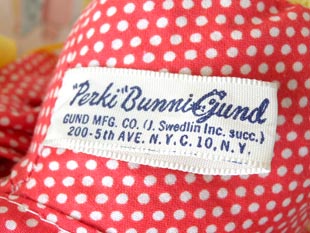 "Perki" Bunni Gund
GUND MFG. CO. (J. Swedlin Inc. succ.)
200-5th AVE. N.Y.C. 10, N.Y.